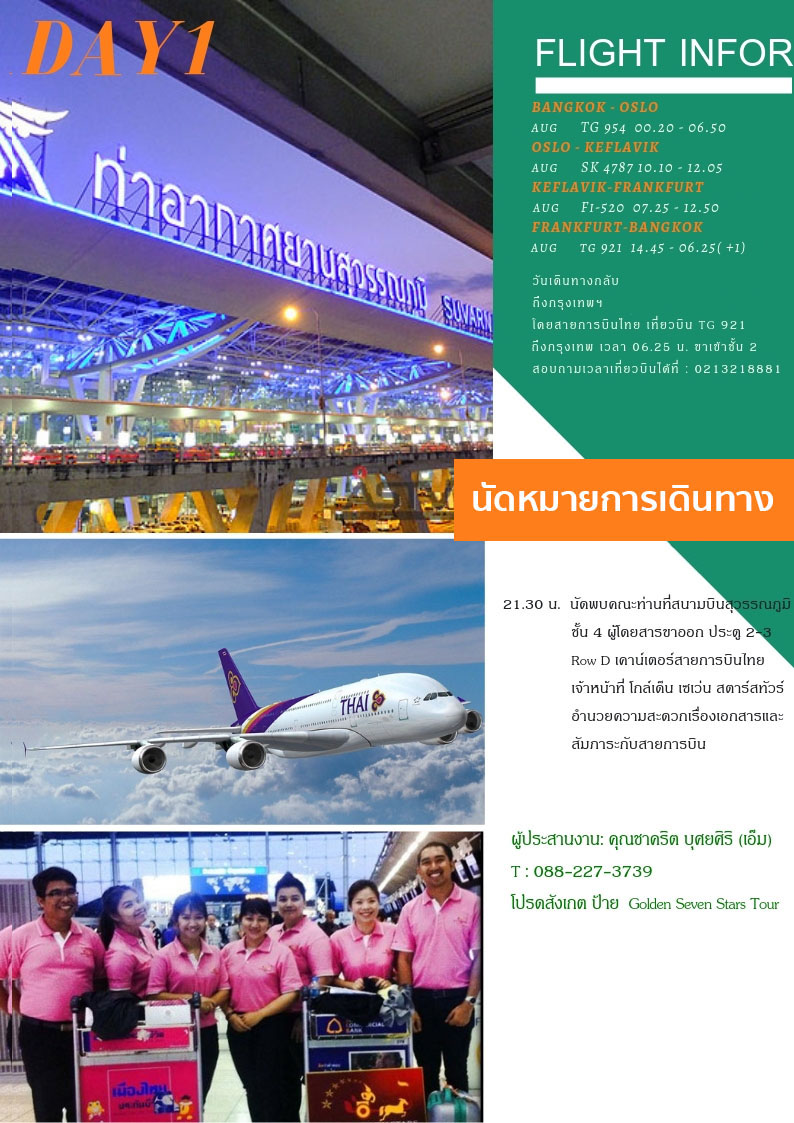 DAY1
ท่าอากาศยานสุวรรณภูมิ
FLIGHT INFOR
BANGKOK - OSLO
AUG TG 954 00.20 - 06.50
OSLO - KEFLAVIK
AUG SK 4787 10.10 - 12.05
KEFLAVIK-FRANKFURT
AUG FI-520 07.25 - 12.50
FRANKFURT-BANGKOK
AUG TG 921 14.45 - 06.25( +1)
วันเดินทางกลับ
ถึงกรุงเทพฯ
โดยสายการบินไทย เที่ยวบิน TG 921
ถึงกรุงเทพ เวลา 06.25 น. ขาเข้าชั้น 2
สอบถามเวลาเที่ยวบินได้ที่ : 0213218881
นัดหมายการเดินทาง
21.30 น. นัดพบคณะท่านที่สนามบินสุวรรณภูมิ
ชั้น 4 ผู้โดยสารขาออก ประตู 2-3
Row D เคาน์เตอร์สายการบินไทย
เจ้าหน้าที่ โกล์เด้น เซเว่น สตาร์สทัวร์
อำนวยความสะดวกเรื่องเอกสารและ
สัมภาระกับสายการบิน
THAI
ผู้ประสานงาน: คุณชาคริต บุศยศิริ (เอ็ม)
T : 088-227-3739
โปรดสังเกต ป้าย Golden Seven Stars Tour
เมืองไทย